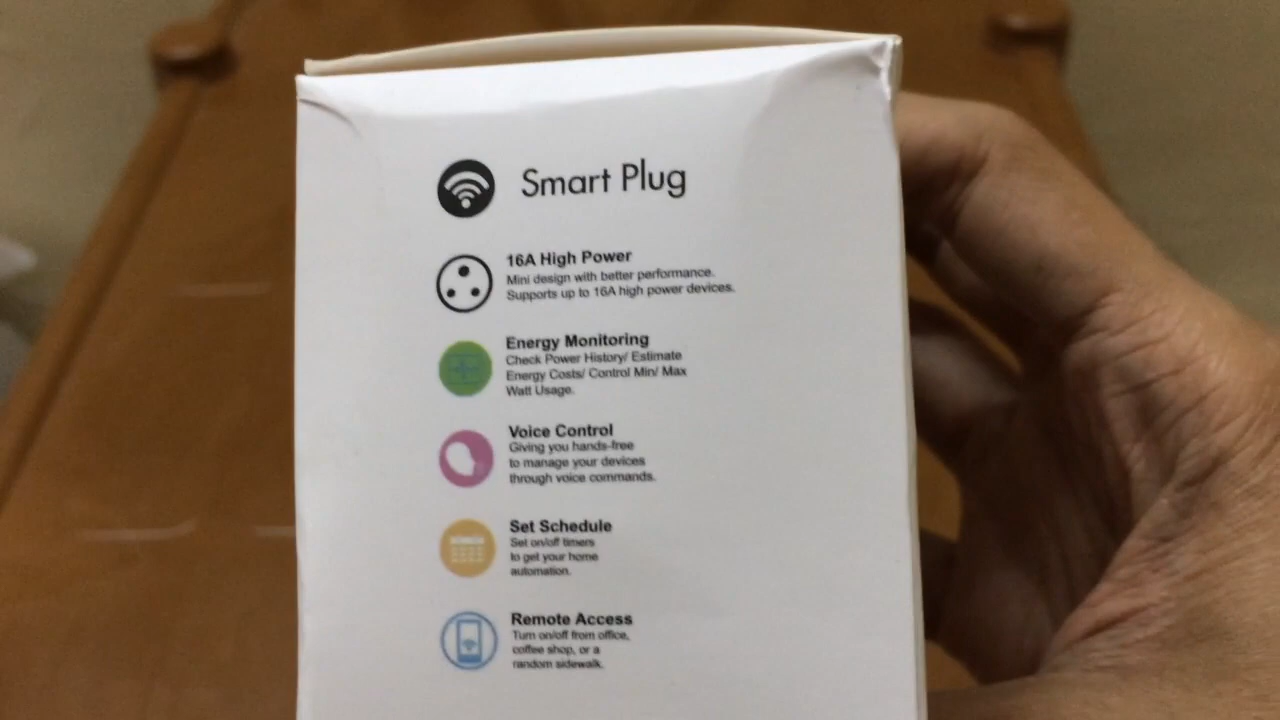 Smart Plug
16A High Power
Mini design with better performance.
Supports up to 16A high power devices.
Energy Monitoring
Check Power History/ Estimate
Energy Costs/ Control Min/ Max
Watt Usage.
Voice Control
Giving you hands-free
to manage your devices
through voice commands.
Set Schedule
Set on/off timers
to get your home
automation.
Remote Access
Turn on/off from office,
coffee shop, or a
random sidewalk.